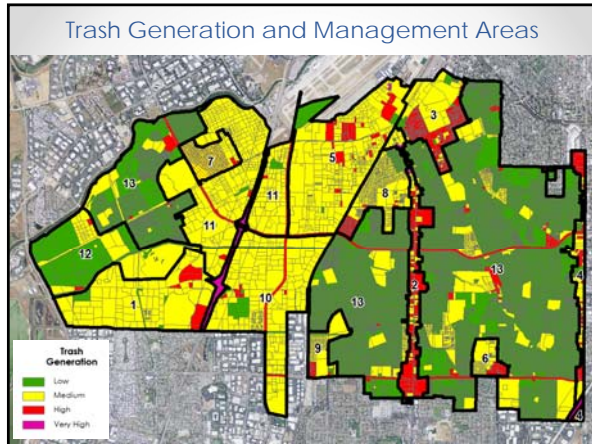 Trash Generation and Management Areas
3
7
5
13
8
11
11
12
13
4
2
13
1
10
9
6
4
Trash
Generation
Low
Medium
High
Very High